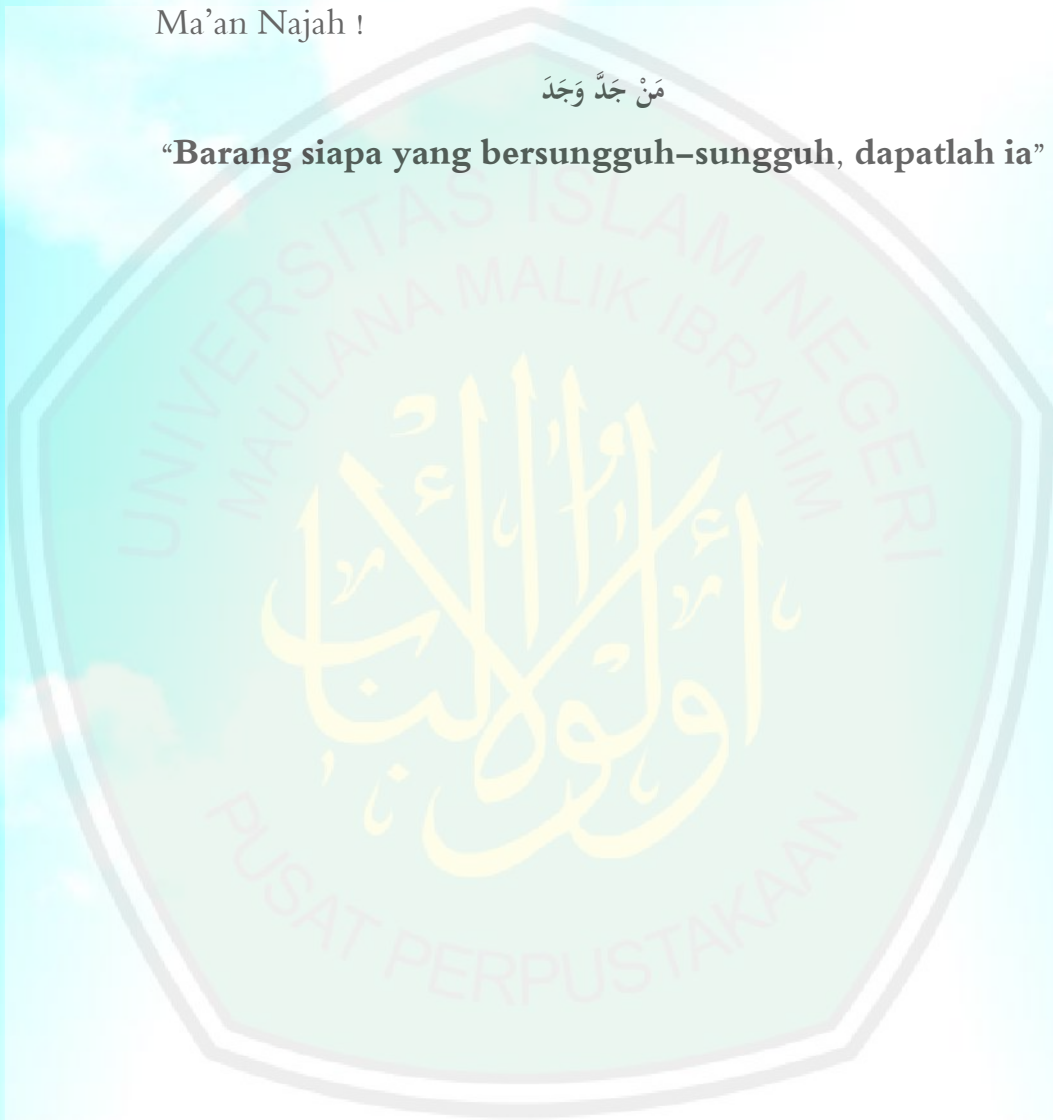 Ma’an Najah !
مَنْ جَدَّ وَجَدَ
“Barang siapa yang bersungguh–sungguh, dapatlah ia”
UNIVERSITAS ISLAM NEGERI
MAULANA MALIK IBRAHIM
أولو الألباب
PUSAT PERPUSTAKAAN